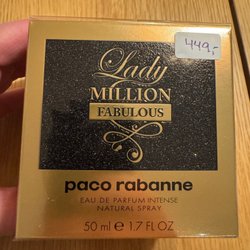 449,-
Lady
MILLION
FABULOUS
paco rabanne
EAU DE PARFUM INTENSE
NATURAL SPRAY
50 ml e 1.7 FL OZ